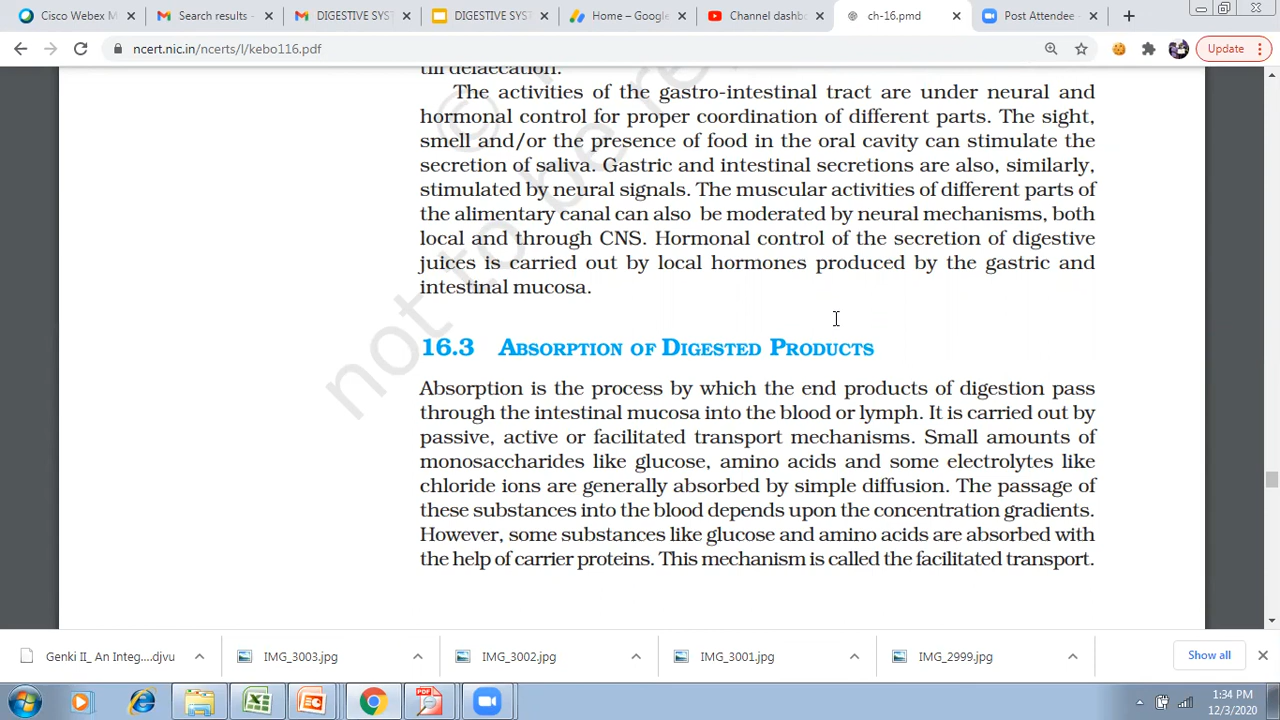 Cisco Webex M
Search results -
DIGESTIVE SYST
DIGESTIVE SYST
Home – Google
Channel dashbo
ch-16.pmd
Post Attendee
ncert.nic.in/ncerts/l/kebo116.pdf
Update
till defaecation.
The activities of the gastro-intestinal tract are under neural and
hormonal control for proper coordination of different parts. The sight,
smell and/or the presence of food in the oral cavity can stimulate the
secretion of saliva. Gastric and intestinal secretions are also, similarly,
stimulated by neural signals. The muscular activities of different parts of
the alimentary canal can also be moderated by neural mechanisms, both
local and through CNS. Hormonal control of the secretion of digestive
juices is carried out by local hormones produced by the gastric and
intestinal mucosa.
16.3 ABSORPTION OF DIGESTED PRODUCTS
Absorption is the process by which the end products of digestion pass
through the intestinal mucosa into the blood or lymph. It is carried out by
passive, active or facilitated transport mechanisms. Small amounts of
monosaccharides like glucose, amino acids and some electrolytes like
chloride ions are generally absorbed by simple diffusion. The passage of
these substances into the blood depends upon the concentration gradients.
However, some substances like glucose and amino acids are absorbed with
the help of carrier proteins. This mechanism is called the facilitated transport.
©
not to be re
Genki II_ An Integ....djvu
IMG_3003.jpg
IMG_3002.jpg
IMG_3001.jpg
IMG_2999.jpg
Show all
1:34 PM
12/3/2020